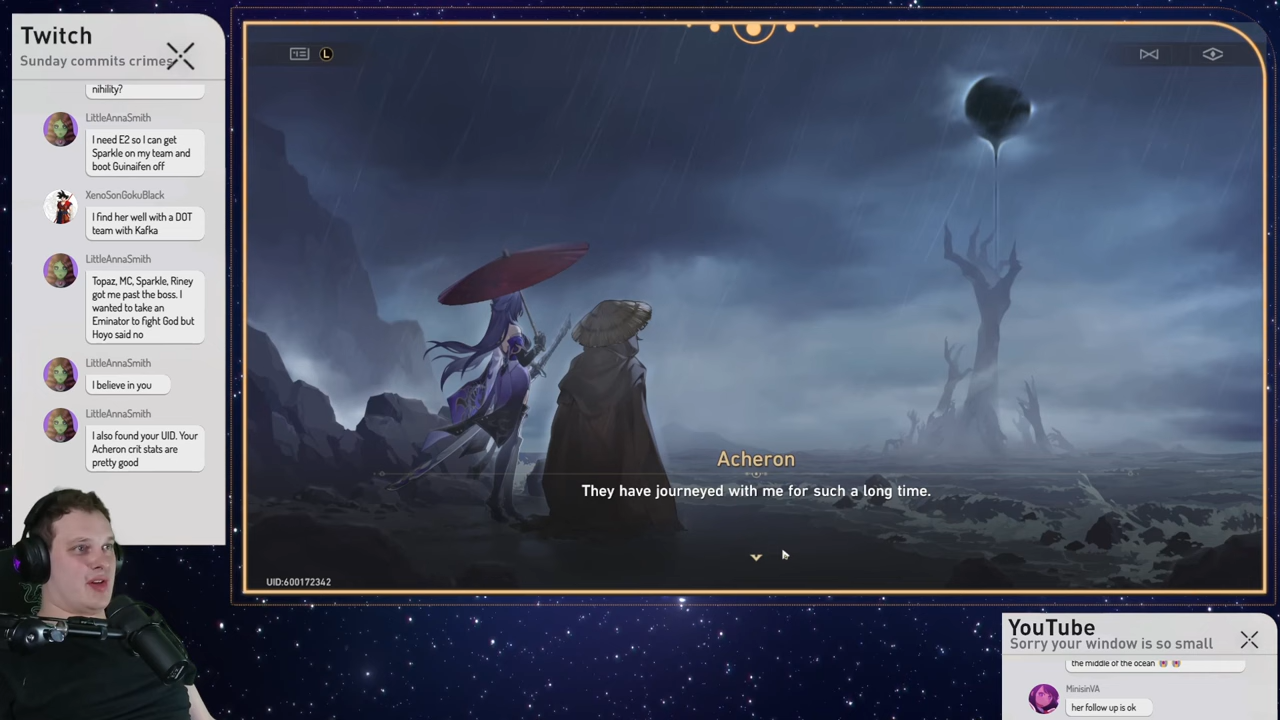 Twitch
Sunday commits crimes
nihility?
LittleAnnaSmith
I need E2 so I can get
Sparkle on my team and
boot Guinaifen off
XenoSonGokuBlack
I find her well with a DOT
team with Kafka
LittleAnnaSmith
Topaz, MC, Sparkle, Riney
got me past the boss. I
wanted to take an
Eminator to fight God but
Hoyo said no
LittleAnnaSmith
I believe in you
LittleAnnaSmith
I also found your UID. Your
Acheron crit stats are
pretty good
L
Acheron
They have journeyed with me for such a long time.
UID:600172342
YouTube
Sorry your window is so small
the middle of the ocean
MinisinVA
her follow up is ok